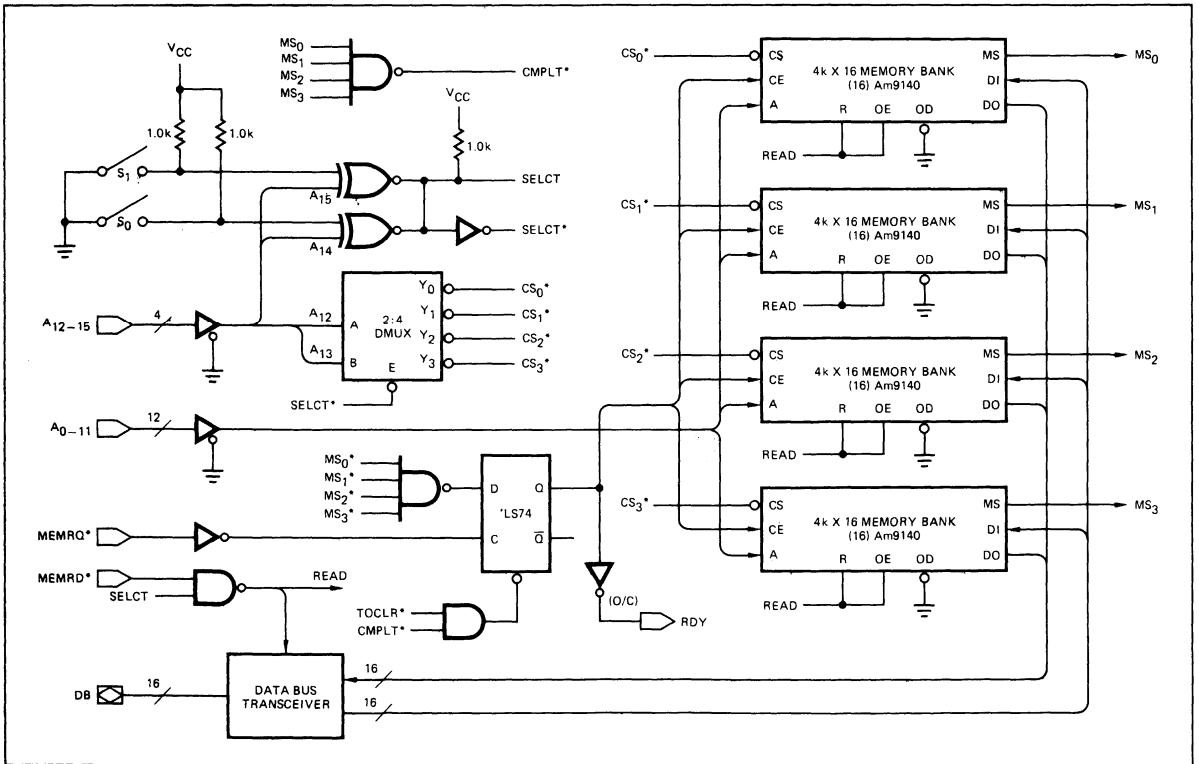 VCC
1.0k
1.0k
S1
S0
MS0
MS1
MS2
MS3
CMPLT*
VCC
1.0k
A15
SELCT
A14
SELCT*
A12–15
4
A12
A13
A
B
2:4
DMUX
E
Y0
Y1
Y2
Y3
CS0*
CS1*
CS2*
CS3*
SELCT*
A0–11
12
MS0*
MS1*
MS2*
MS3*
D
Q
'LS74
C
Q
MEMRQ*
MEMRD*
SELCT
READ
TOCLR*
CMPLT*
(O/C)
RDY
DB
16
DATA BUS
TRANSCEIVER
16
16
CS0*
CS
CE
A
4k X 16 MEMORY BANK
(16) Am9140
R OE OD
MS
DI
DO
MS0
READ
CS1*
CS
CE
A
4k X 16 MEMORY BANK
(16) Am9140
R OE OD
MS
DI
DO
MS1
READ
CS2*
CS
CE
A
4k X 16 MEMORY BANK
(16) Am9140
R OE OD
MS
DI
DO
MS2
READ
CS3*
CS
CE
A
4k X 16 MEMORY BANK
(16) Am9140
R OE OD
MS
DI
DO
MS3
READ